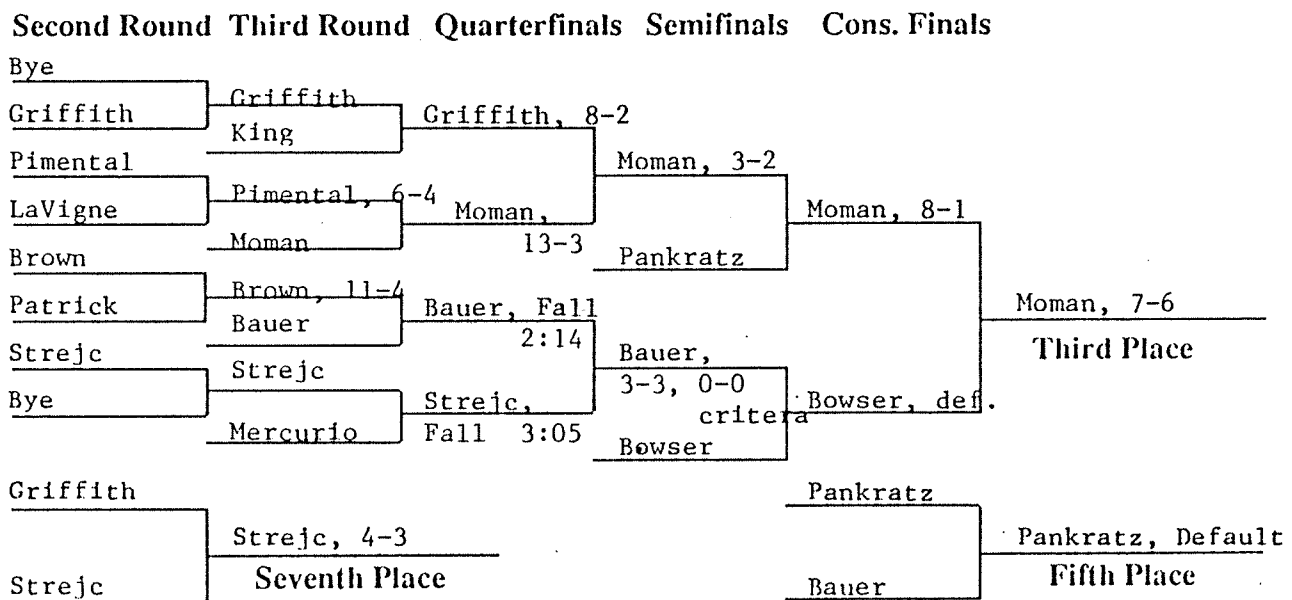 Second Round Third Round Quarterfinals Semifinals Cons. Finals
Bye
Griffith
Griffith
Griffith, 8-2
King
Pimental
Moman, 3-2
Pimental, 6-4
LaVigne
Moman,
13-3
Moman, 8-1
Moman
Brown
Pankratz
Brown, 11-4
Patrick
Bauer, Fall
2:14
Moman, 7-6
Bauer
Third Place
Strejc
Bauer,
3-3, 0-0
critera
Strejc
Bye
Strejc,
Fall 3:05
Bowser, def.
Mercurio
Bowser
Griffith
Pankratz
Strejc, 4-3
Pankratz, Default
Seventh Place
Fifth Place
Strejc
Bauer